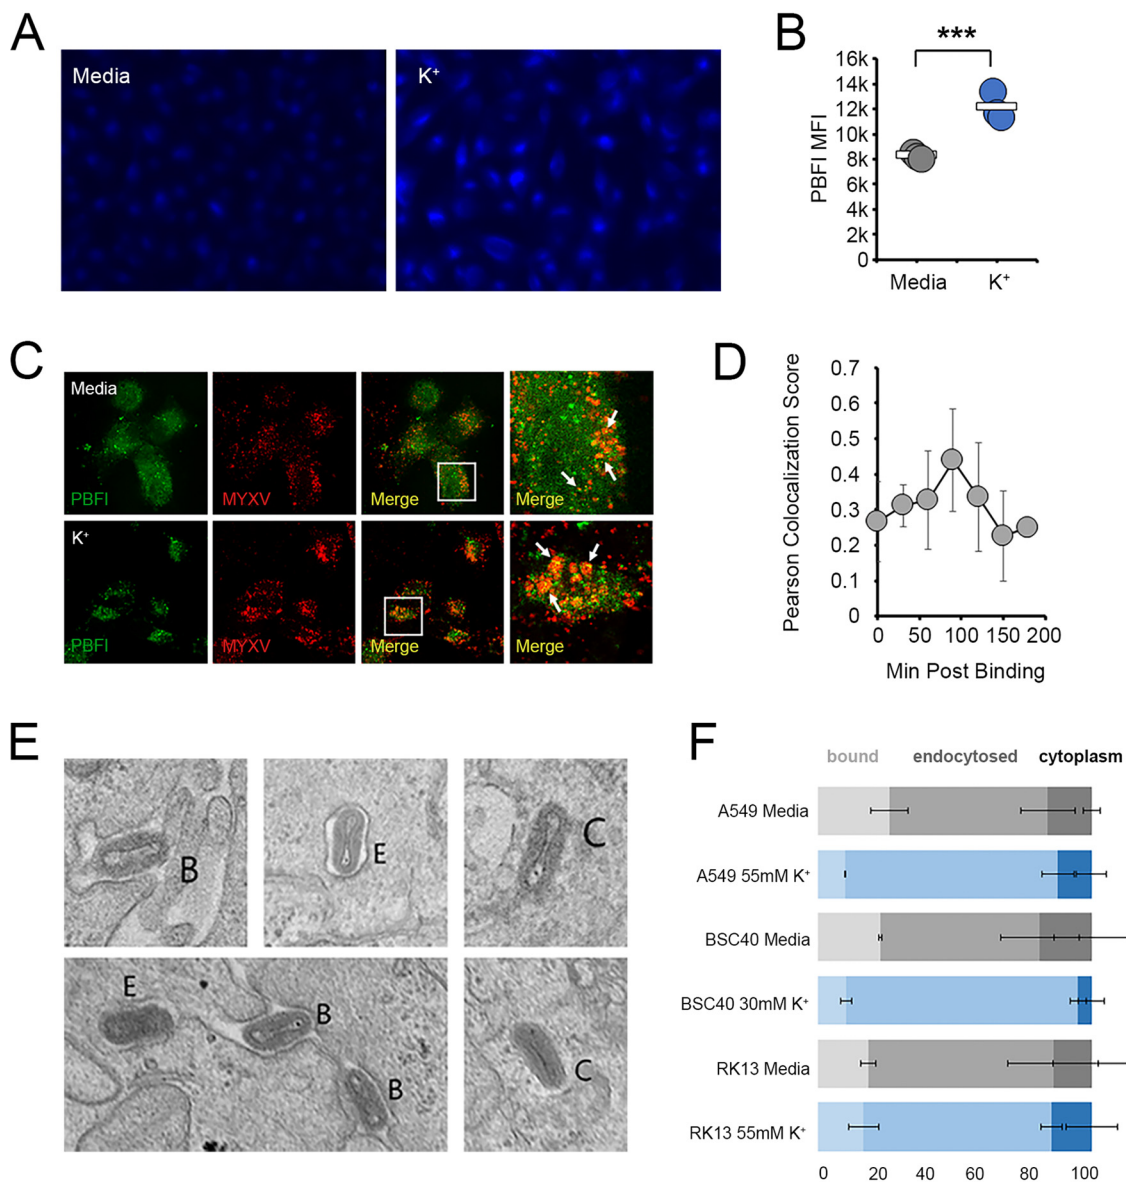 A
Media
K⁺
B
***
PBFI MFI
16k
14k
12k
10k
8k
6k
4k
2k
0
Media
K⁺
C
Media
PBFI
MYXV
Merge
Merge
K⁺
PBFI
MYXV
Merge
Merge
D
Pearson Colocalization Score
0.7
0.6
0.5
0.4
0.3
0.2
0.1
0
0 50 100 150 200
Min Post Binding
E
B
E
C
E
B
B
C
F
bound endocytosed cytoplasm
A549 Media
A549 55mM K⁺
BSC40 Media
BSC40 30mM K⁺
RK13 Media
RK13 55mM K⁺
0 20 40 60 80 100